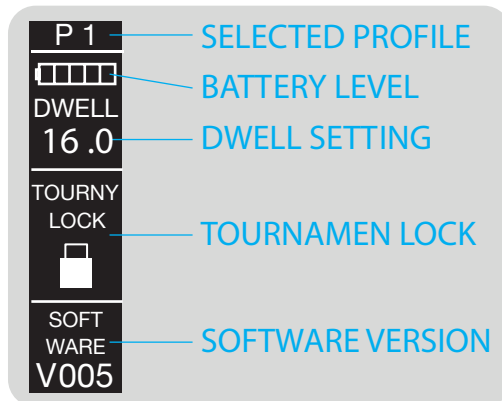 P 1
SELECTED PROFILE
BATTERY LEVEL
DWELL
16 .0
DWELL SETTING
TOURNY
LOCK
TOURNAMEN LOCK
SOFT
WARE
V005
SOFTWARE VERSION